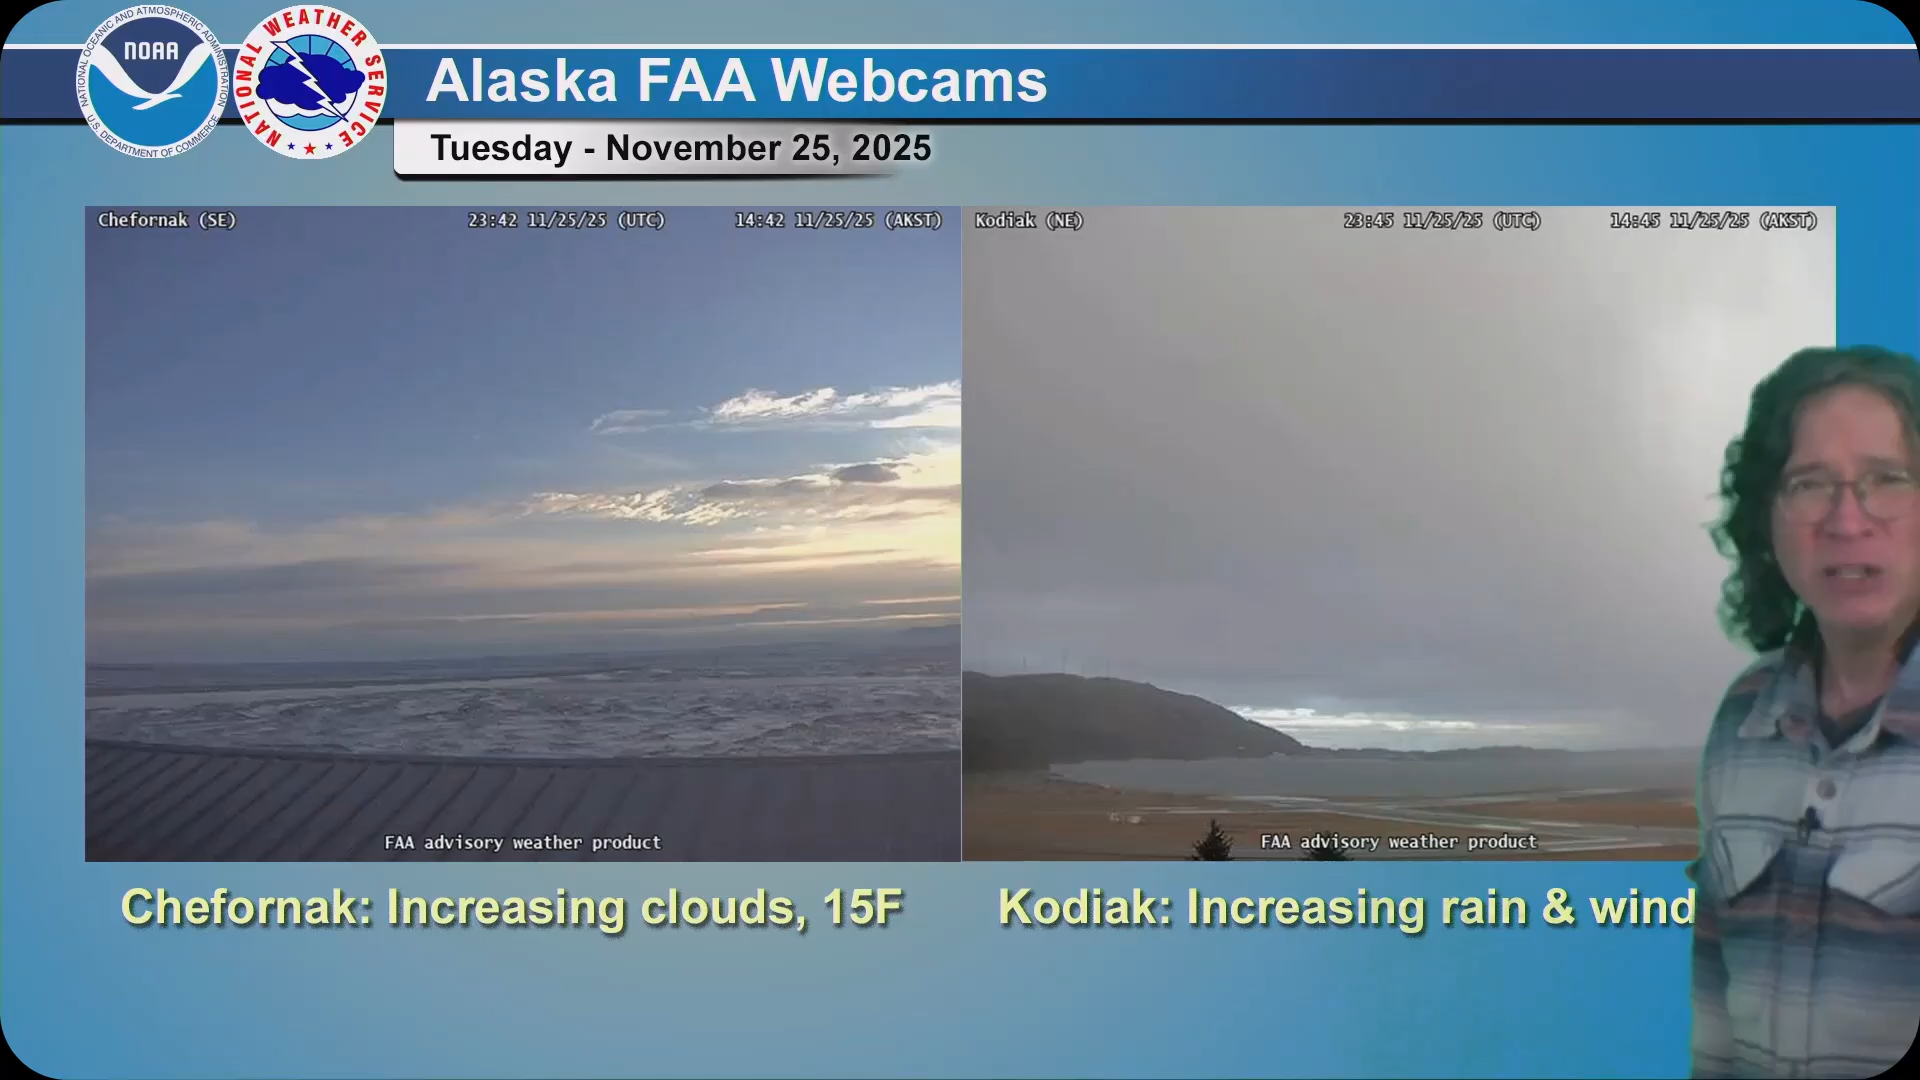 NATIONAL OCEANIC AND ATMOSPHERIC ADMINISTRATION
NOAA
U.S. DEPARTMENT OF COMMERCE
NATIONAL WEATHER SERVICE
Alaska FAA Webcams
Tuesday - November 25, 2025
Chefornak (SE) 23:42 11/25/25 (UTC) 14:42 11/25/25 (AKST)
Kodiak (NE) 23:45 11/25/25 (UTC) 14:45 11/25/25 (AKST)
FAA advisory weather product
FAA advisory weather product
Chefornak: Increasing clouds, 15F
Kodiak: Increasing rain & wind